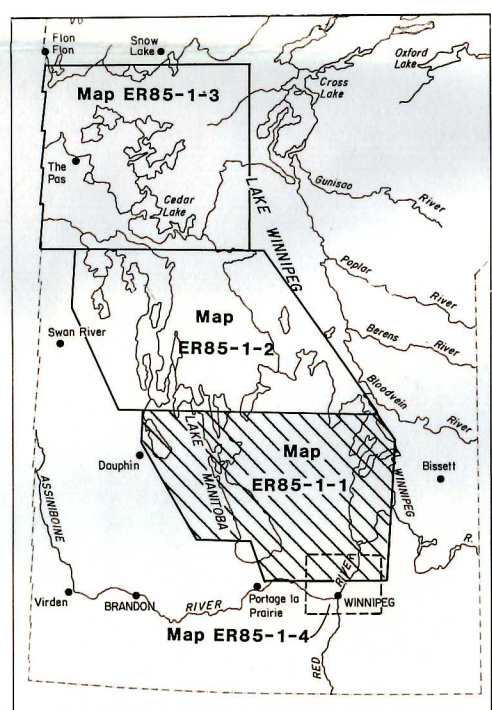 Flon
Flon
Snow
Lake
Oxford
Lake
Map ER85-1-3
Cross
Lake
The
Pas
Gunisao
River
Cedar
Lake
LAKE WINNIPEG
Poplar
River
Map
ER85-1-2
Swan River
Berens
River
Bloodvein
River
LAKE
MANITOBA
Map
ER85-1-1
Dauphin
WINNIPEG
Bissett
R.
ASSINIBOINE
RIVER
Virden
BRANDON
RIVER
Portage la
Prairie
WINNIPEG
Map ER85-1-4
RED